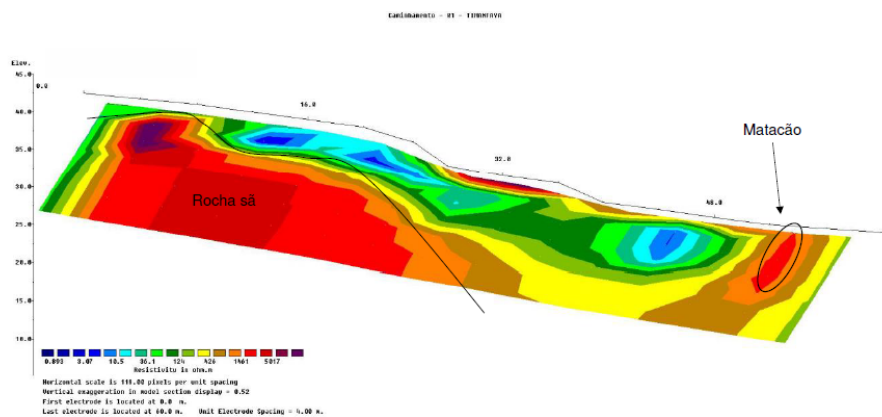 Caminhamento - 01 - TIMUMFAYA
Elev.
45.0
0.0
40.0
16.0
Matacão
35.0
32.0
30.0
Rocha sã
48.0
25.0
20.0
15.0
10.0
0.893 3.07 10.5 36.1 124 426 1461 5017
Resistivity in ohm.m
Horizontal scale is 118.00 pixels per unit spacing
Vertical exaggeration in model section display = 0.52
First electrode is located at 0.0 m.
Last electrode is located at 60.0 m. Unit Electrode Spacing = 4.00 m.